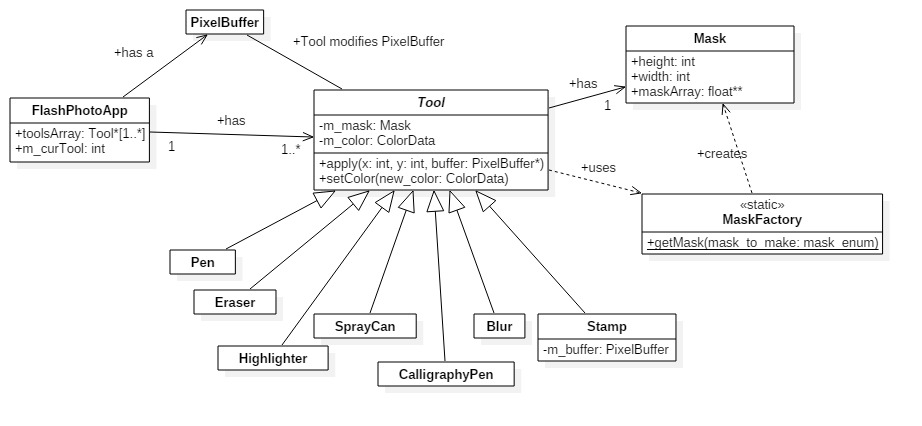 PixelBuffer
+Tool modifies PixelBuffer
+has a
Mask
+height: int
+width: int
+maskArray: float**
+has
1
FlashPhotoApp
+toolsArray: Tool*[1..*]
+m_curTool: int
+has
1
1..*
Tool
-m_mask: Mask
-m_color: ColorData
+apply(x: int, y: int, buffer: PixelBuffer*)
+setColor(new_color: ColorData)
+creates
+uses
«static»
MaskFactory
+getMask(mask_to_make: mask_enum)
Pen
Eraser
SprayCan
Blur
Stamp
-m_buffer: PixelBuffer
Highlighter
CalligraphyPen